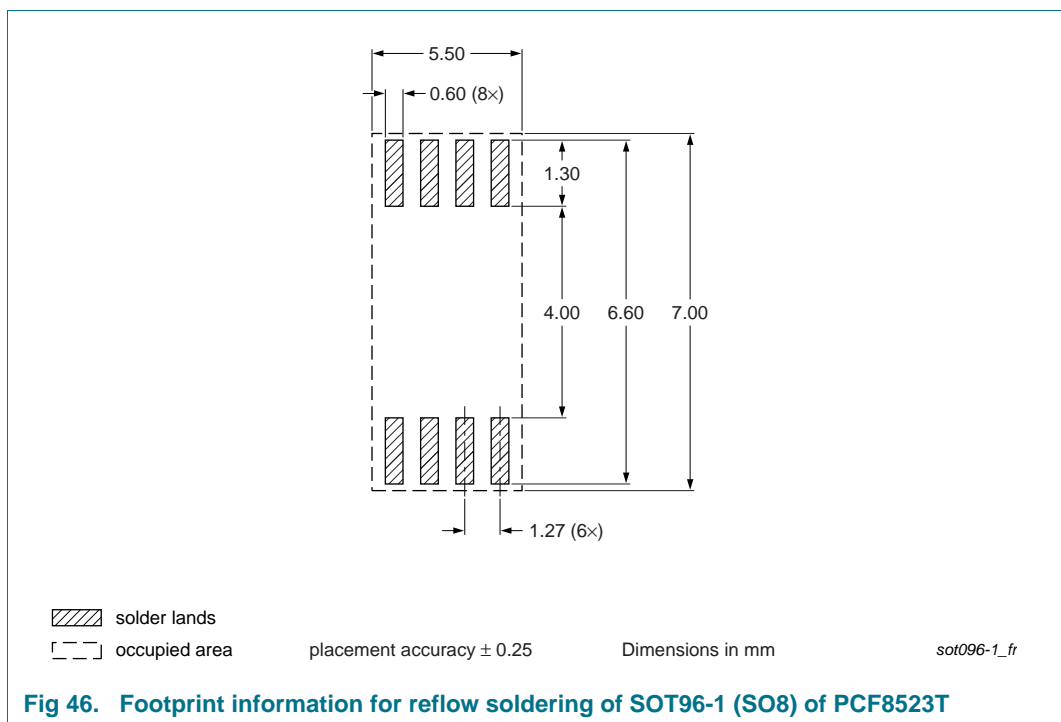 5.50
0.60 (8×)
1.30
4.00
6.60
7.00
1.27 (6×)
solder lands
occupied area
placement accuracy ± 0.25
Dimensions in mm
sot096-1_fr
Fig 46. Footprint information for reflow soldering of SOT96-1 (SO8) of PCF8523T